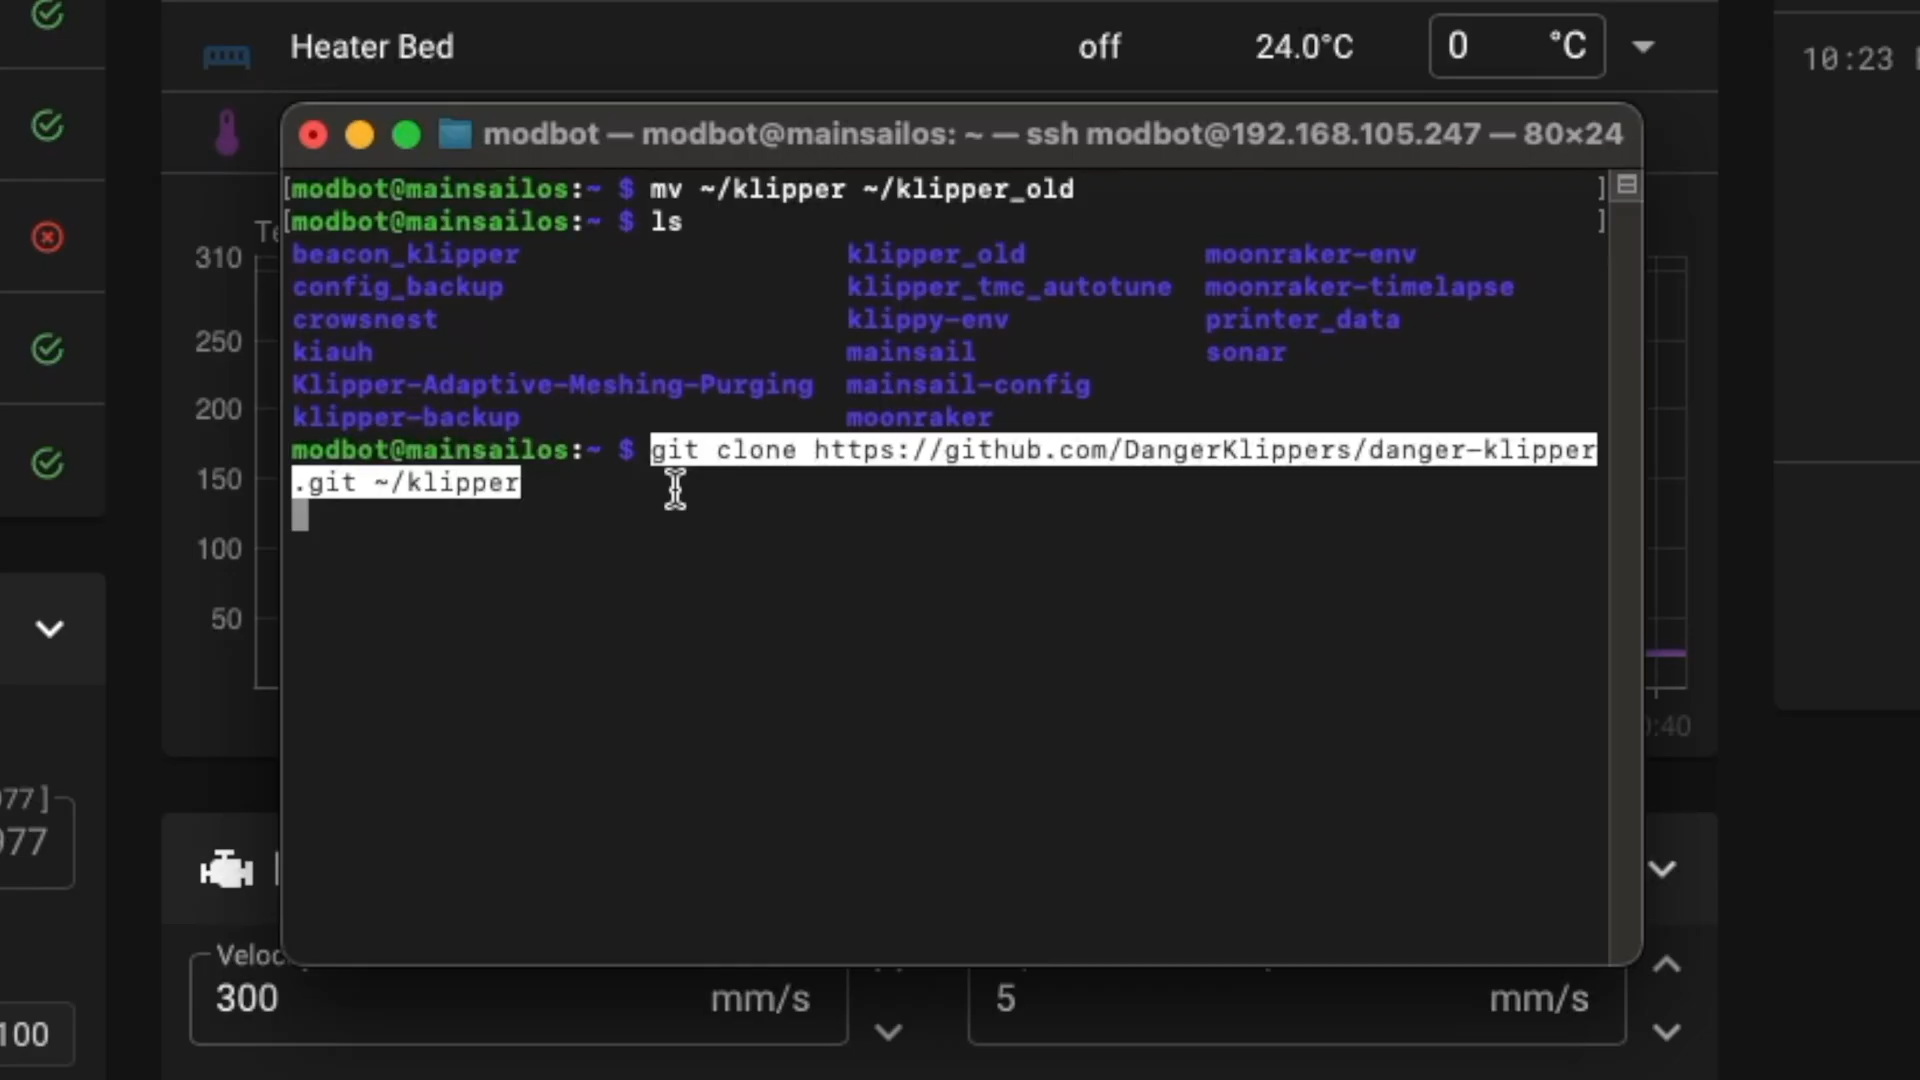 Heater Bed off 24.0°C 0 °C
10:23
modbot — modbot@mainsailos: ~ — ssh modbot@192.168.105.247 — 80×24
[modbot@mainsailos:~ $ mv ~/klipper ~/klipper_old ]
[modbot@mainsailos:~ $ ls ]
beacon_klipper klipper_old moonraker-env
config_backup klipper_tmc_autotune moonraker-timelapse
crowsnest klippy-env printer_data
kiauh mainsail sonar
Klipper-Adaptive-Meshing-Purging mainsail-config
klipper-backup moonraker
modbot@mainsailos:~ $ git clone https://github.com/DangerKlippers/danger-klipper
.git ~/klipper
310
250
200
150
100
50
:40
077]
077
100
300 mm/s
5 mm/s